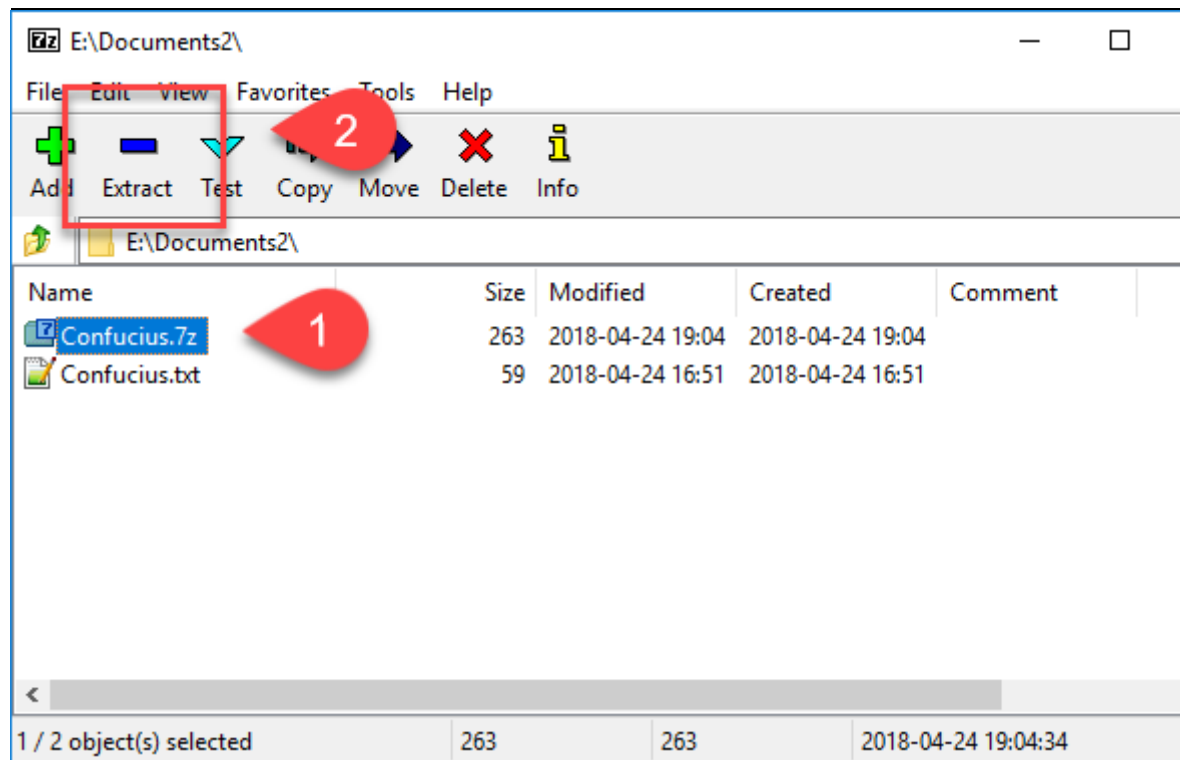 E:\Documents2\
File Edit View Favorites Tools Help
2
Add Extract Test Copy Move Delete Info
E:\Documents2\
Name Size Modified Created Comment
Confucius.7z 263 2018-04-24 19:04 2018-04-24 19:04
1
Confucius.txt 59 2018-04-24 16:51 2018-04-24 16:51
1 / 2 object(s) selected 263 263 2018-04-24 19:04:34